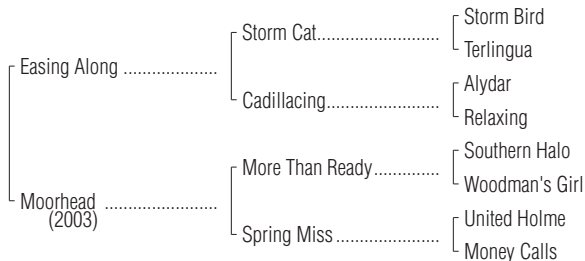 Storm Bird
Storm Cat
Terlingua
Easing Along
Alydar
Cadillacing
Relaxing
Southern Halo
More Than Ready
Woodman's Girl
Moorhead
(2003)
United Holme
Spring Miss
Money Calls